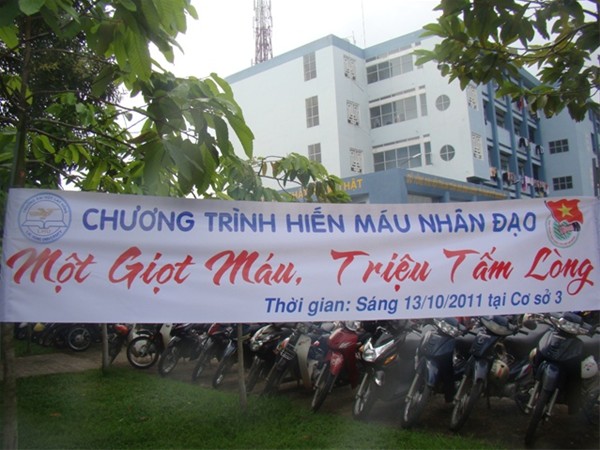 CHƯƠNG TRÌNH HIẾN MÁU NHÂN ĐẠO
Một Giọt Máu, Triệu Tấm Lòng
Thời gian: Sáng 13/10/2011 tại Cơ sở 3